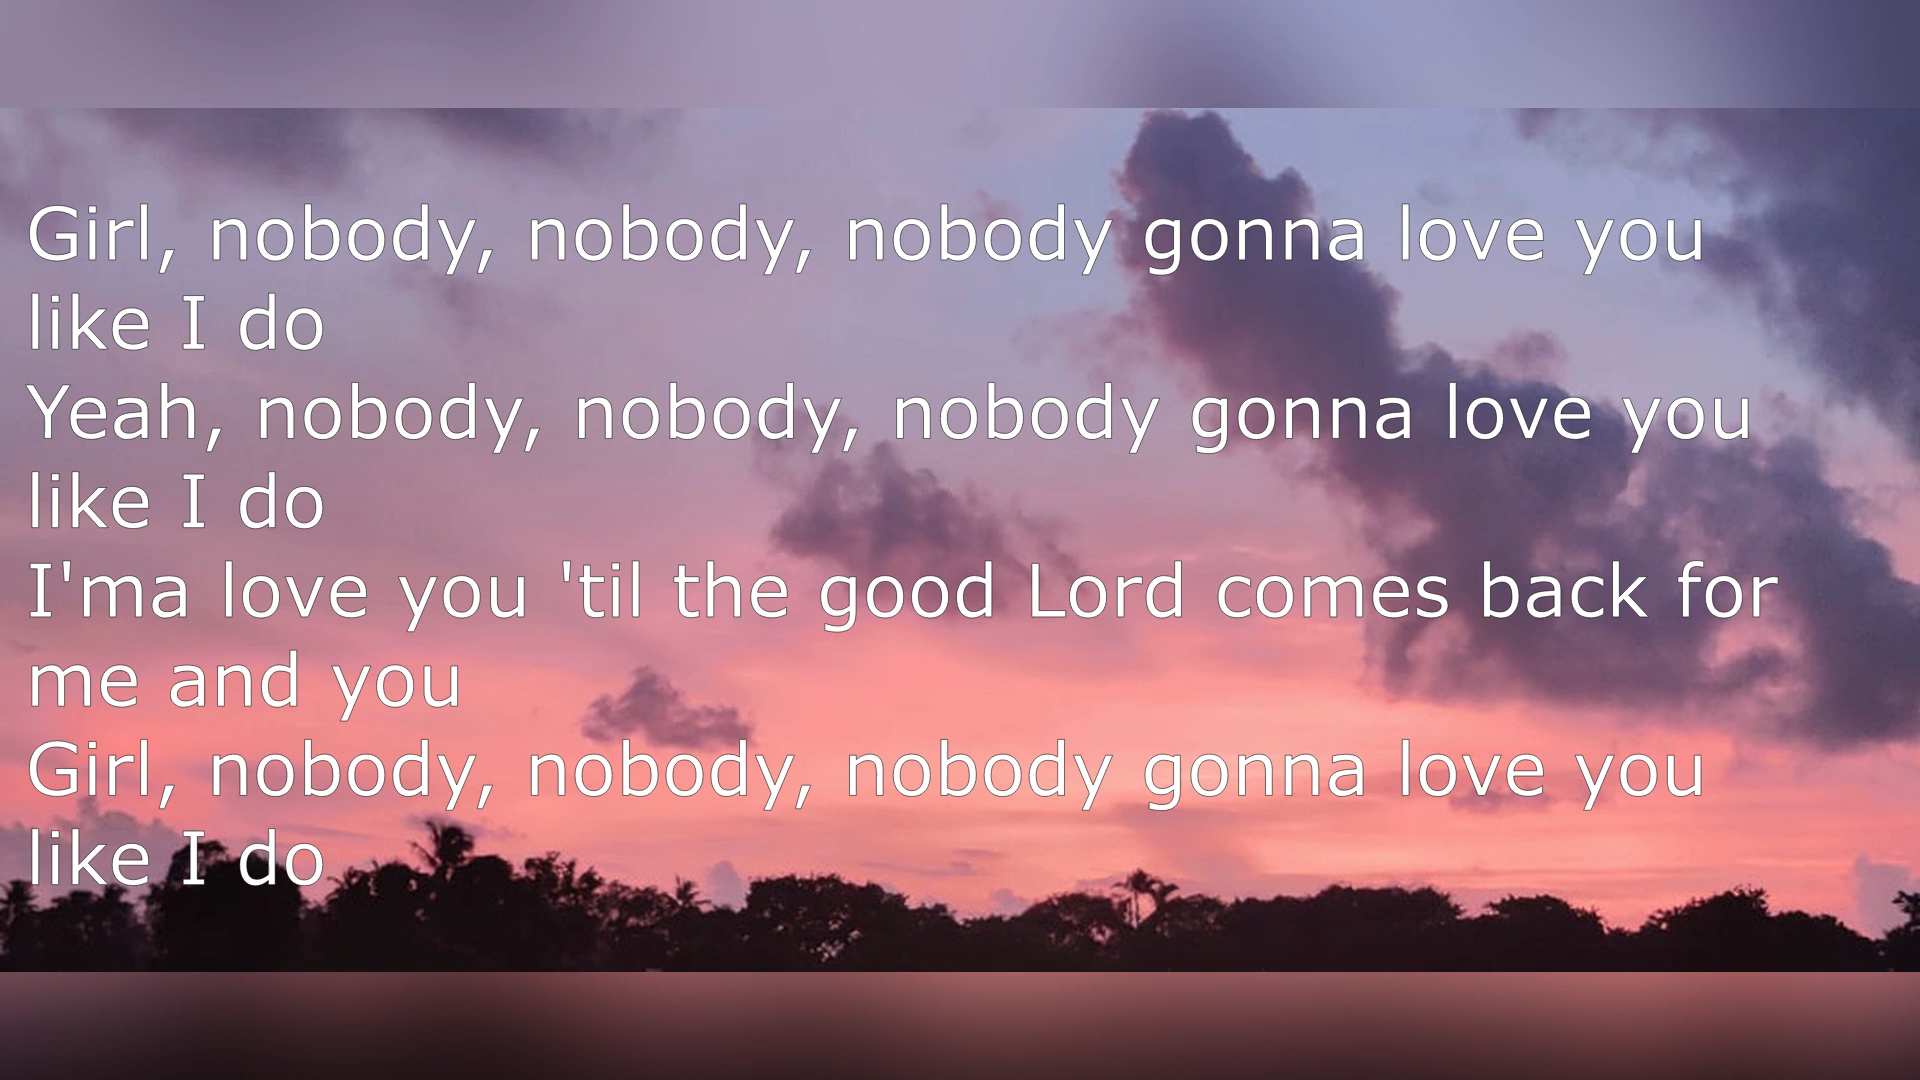 Girl, nobody, nobody, nobody gonna love you
like I do
Yeah, nobody, nobody, nobody gonna love you
like I do
I'ma love you 'til the good Lord comes back for
me and you
Girl, nobody, nobody, nobody gonna love you
like I do